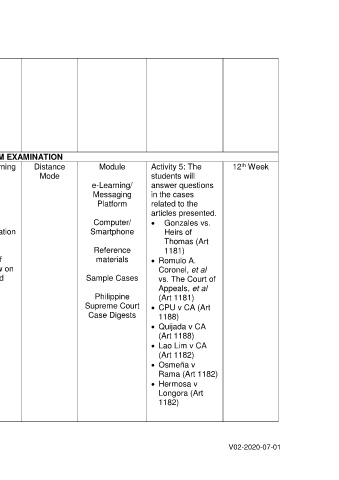 M EXAMINATION
ning
ation
f
w on
d
Distance
Mode
Module
e-Learning/
Messaging
Platform
Computer/
Smartphone
Reference
materials
Sample Cases
Philippine
Supreme Court
Case Digests
Activity 5: The
students will
answer questions
in the cases
related to the
articles presented.
• Gonzales vs.
Heirs of
Thomas (Art
1181)
• Romulo A.
Coronel, et al
vs. The Court of
Appeals, et al
(Art 1181)
• CPU v CA (Art
1188)
• Quijada v CA
(Art 1188)
• Lao Lim v CA
(Art 1182)
• Osmeña v
Rama (Art 1182)
• Hermosa v
Longora (Art
1182)
12th Week
V02-2020-07-01